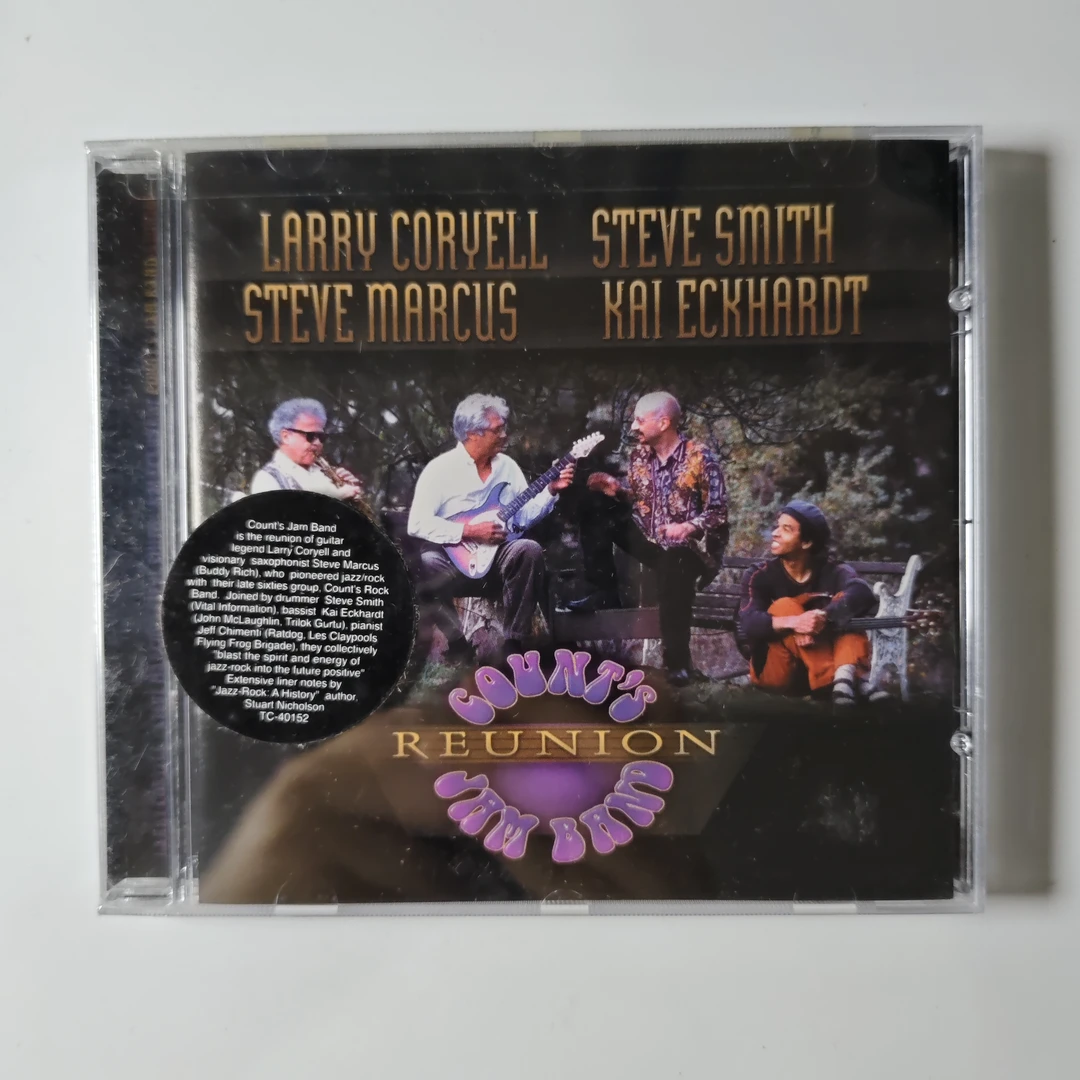 LARRY CORYELL STEVE SMITH
STEVE MARCUS KAI ECKHARDT
Count's Jam Band
is the reunion of guitar
legend Larry Coryell and
visionary saxophonist Steve Marcus
(Buddy Rich), who pioneered jazz/rock
with their late sixties group, Count's Rock
Band. Joined by drummer Steve Smith
(Vital Information), bassist Kai Eckhardt
(John McLaughlin, Trilok Gurtu), pianist
Jeff Chimenti (Ratdog, Les Claypools
Flying Frog Brigade), they collectively
"blast the spirit and energy of
jazz-rock into the future positive"
Extensive liner notes by
"Jazz-Rock: A History" author,
Stuart Nicholson
TC-40152
COUNT'S
REUNION
JAM BAND